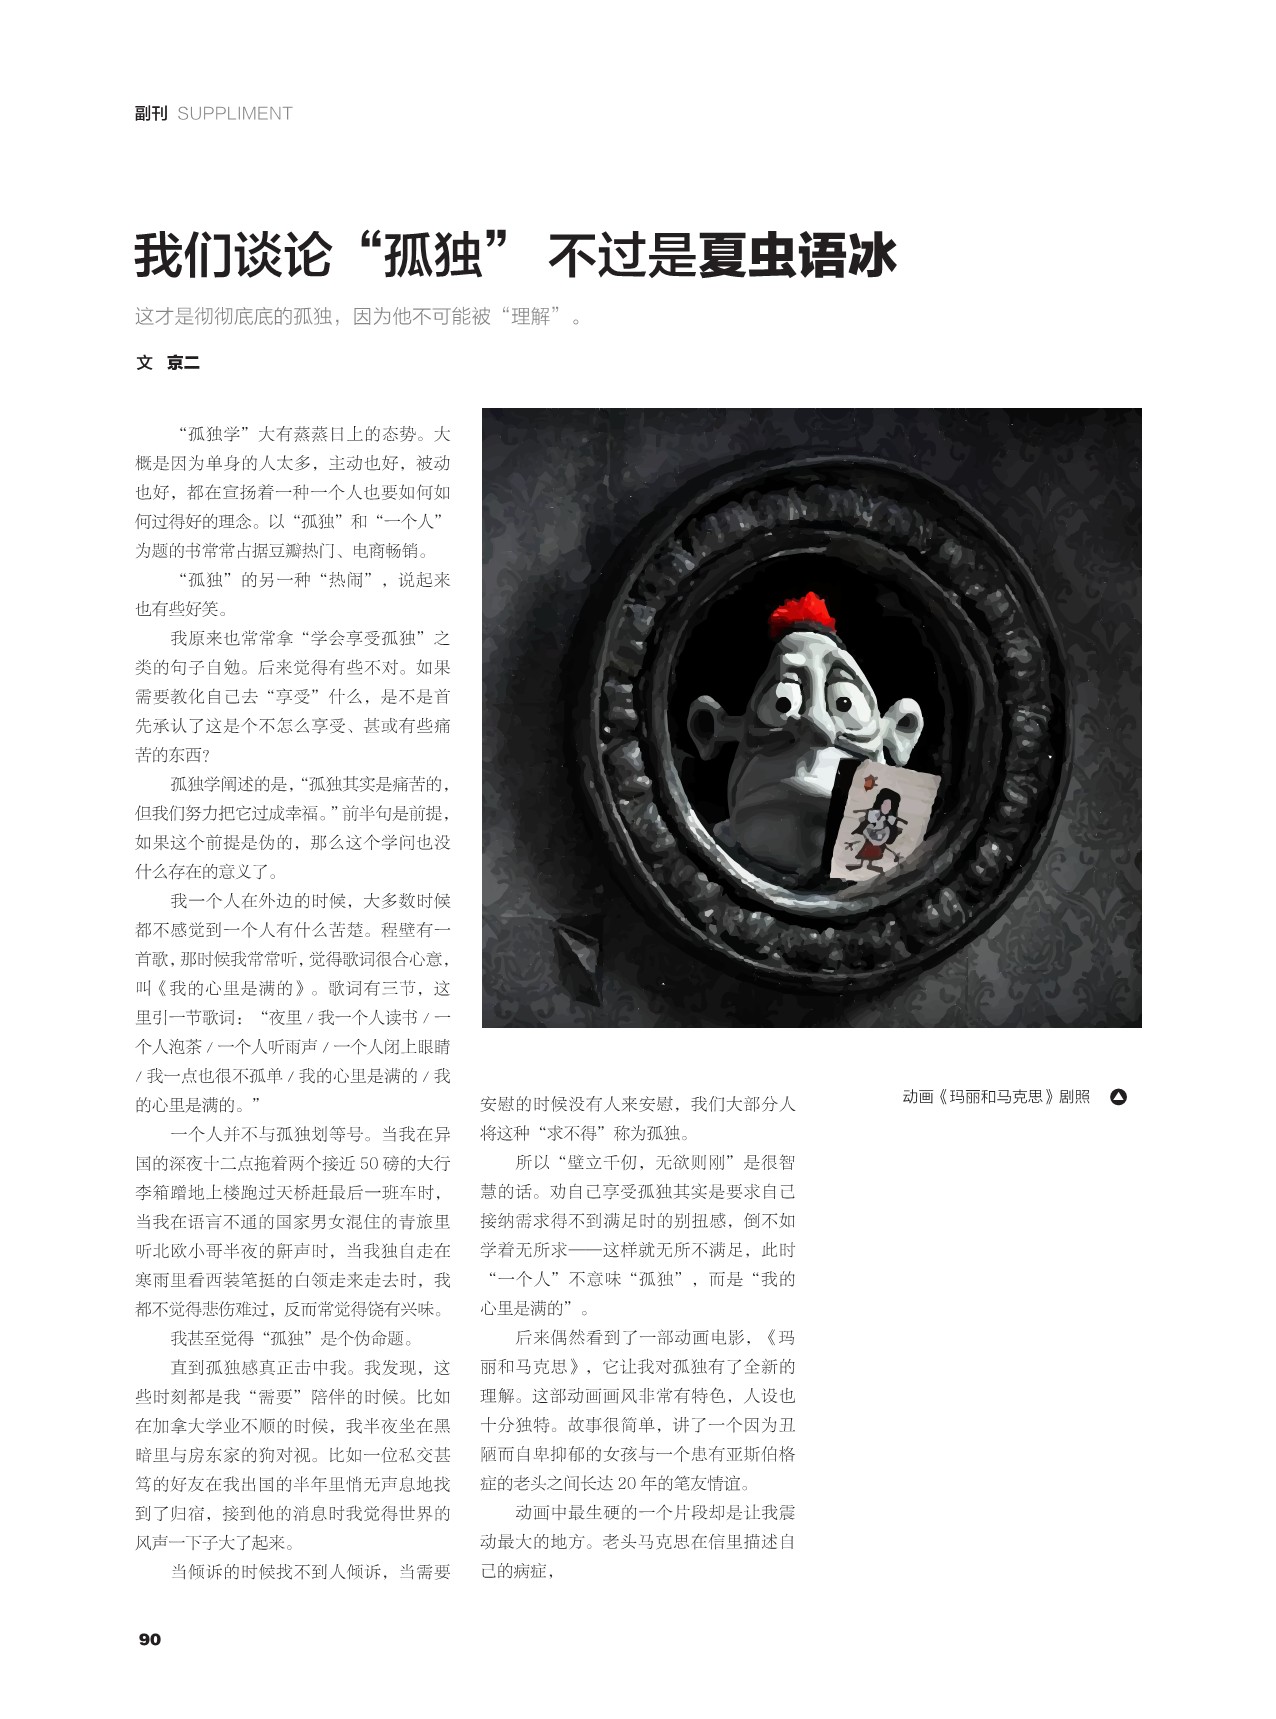 副刊 SUPPLIMENT
我们谈论“孤独” 不过是夏虫语冰
这才是彻彻底底的孤独，因为他不可能被“理解”。
文 京二
“孤独学”大有蒸蒸日上的态势。大
概是因为单身的人太多，主动也好，被动
也好，都在宣扬着一种一个人也要如何如
何过得好的理念。以“孤独”和“一个人”
为题的书常常占据豆瓣热门、电商畅销。
“孤独”的另一种“热闹”，说起来
也有些好笑。
我原来也常常拿“学会享受孤独”之
类的句子自勉。后来觉得有些不对。如果
需要教化自己去“享受”什么，是不是首
先承认了这是个不怎么享受、甚或有些痛
苦的东西？
孤独学阐述的是，“孤独其实是痛苦的，
但我们努力把它过成幸福。”前半句是前提，
如果这个前提是伪的，那么这个学问也没
什么存在的意义了。
我一个人在外边的时候，大多数时候
都不感觉到一个人有什么苦楚。程壁有一
首歌，那时候我常常听，觉得歌词很合心意，
叫《我的心里是满的》。歌词有三节，这
里引一节歌词：“夜里 / 我一个人读书 / 一
个人泡茶 / 一个人听雨声 / 一个人闭上眼睛
/ 我一点也很不孤单 / 我的心里是满的 / 我
的心里是满的。”
一个人并不与孤独划等号。当我在异
国的深夜十二点拖着两个接近 50 磅的大行
李箱蹭地上楼跑过天桥赶最后一班车时，
当我在语言不通的国家男女混住的青旅里
听北欧小哥半夜的鼾声时，当我独自走在
寒雨里看西装笔挺的白领走来走去时，我
都不觉得悲伤难过，反而常觉得饶有兴味。
我甚至觉得“孤独”是个伪命题。
直到孤独感真正击中我。我发现，这
些时刻都是我“需要”陪伴的时候。比如
在加拿大学业不顺的时候，我半夜坐在黑
暗里与房东家的狗对视。比如一位私交甚
笃的好友在我出国的半年里悄无声息地找
到了归宿，接到他的消息时我觉得世界的
风声一下子大了起来。
当倾诉的时候找不到人倾诉，当需要
安慰的时候没有人来安慰，我们大部分人
将这种“求不得”称为孤独。
所以“壁立千仞，无欲则刚”是很智
慧的话。劝自己享受孤独其实是要求自己
接纳需求得不到满足时的别扭感，倒不如
学着无所求——这样就无所不满足，此时
“一个人”不意味“孤独”，而是“我的
心里是满的”。
后来偶然看到了一部动画电影，《玛
丽和马克思》，它让我对孤独有了全新的
理解。这部动画画风非常有特色，人设也
十分独特。故事很简单，讲了一个因为丑
陋而自卑抑郁的女孩与一个患有亚斯伯格
症的老头之间长达 20 年的笔友情谊。
动画中最生硬的一个片段却是让我震
动最大的地方。老头马克思在信里描述自
己的病症，
动画《玛丽和马克思》剧照
90